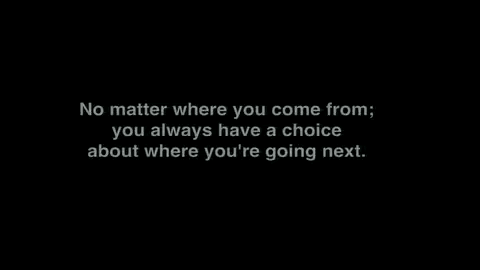 No matter where you come from;
you always have a choice
about where you're going next.